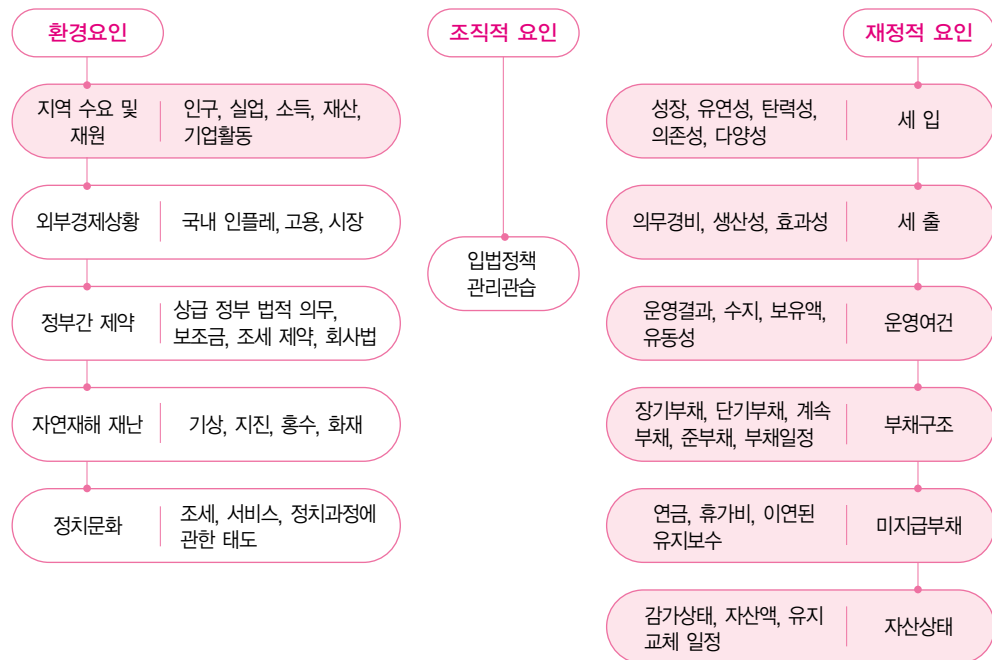 환경요인
지역 수요 및
재원
인구, 실업, 소득, 재산,
기업활동
외부경제상황
국내 인플레, 고용, 시장
정부간 제약
상급 정부 법적 의무,
보조금, 조세 제약, 회사법
자연재해 재난
기상, 지진, 홍수, 화재
정치문화
조세, 서비스, 정치과정에
관한 태도
조직적 요인
입법정책
관리관습
재정적 요인
성장, 유연성, 탄력성,
의존성, 다양성
세 입
의무경비, 생산성, 효과성
세 출
운영결과, 수지, 보유액,
유동성
운영여건
장기부채, 단기부채, 계속
부채, 준부채, 부채일정
부채구조
연금, 휴가비, 이연된
유지보수
미지급부채
감가상태, 자산액, 유지
교체 일정
자산상태